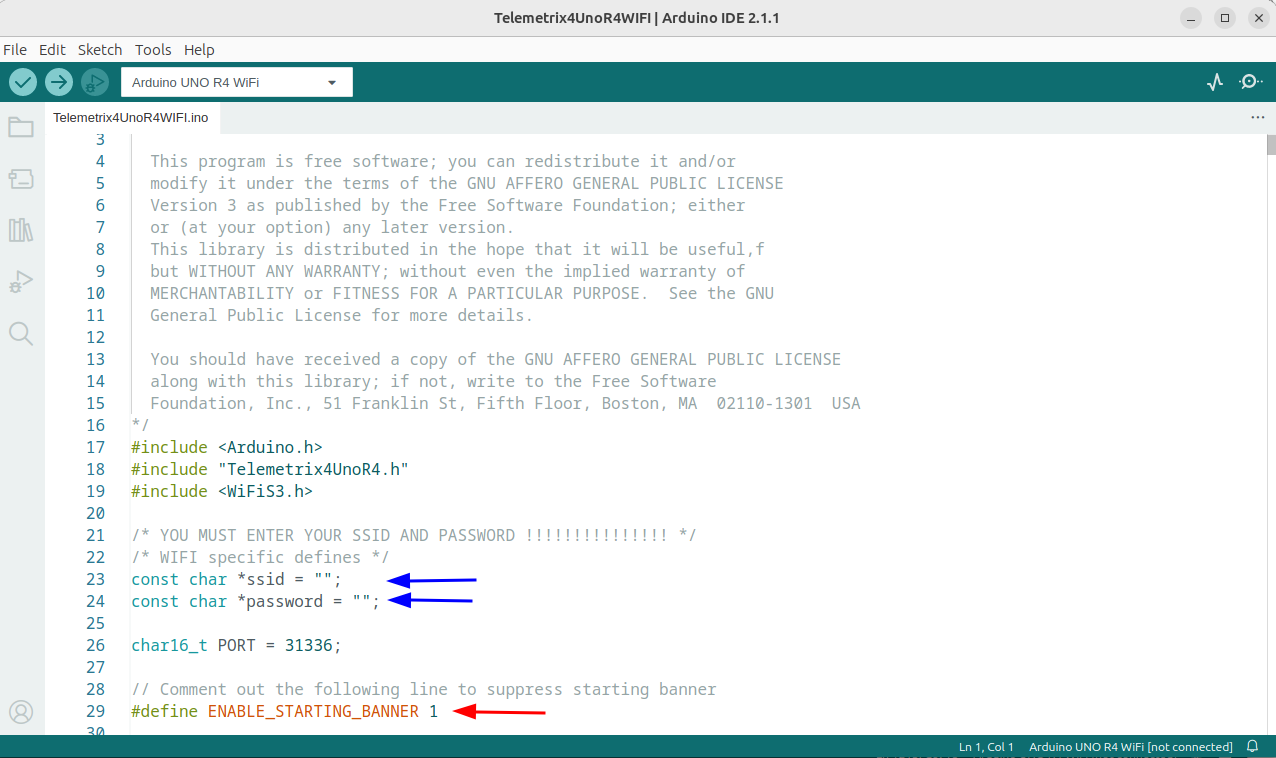 Telemetrix4UnoR4WIFI | Arduino IDE 2.1.1
File Edit Sketch Tools Help
Arduino UNO R4 WiFi
Telemetrix4UnoR4WIFI.ino
3
4 This program is free software; you can redistribute it and/or
5 modify it under the terms of the GNU AFFERO GENERAL PUBLIC LICENSE
6 Version 3 as published by the Free Software Foundation; either
7 or (at your option) any later version.
8 This library is distributed in the hope that it will be useful,f
9 but WITHOUT ANY WARRANTY; without even the implied warranty of
10 MERCHANTABILITY or FITNESS FOR A PARTICULAR PURPOSE.  See the GNU
11 General Public License for more details.
12
13 You should have received a copy of the GNU AFFERO GENERAL PUBLIC LICENSE
14 along with this library; if not, write to the Free Software
15 Foundation, Inc., 51 Franklin St, Fifth Floor, Boston, MA  02110-1301  USA
16 */
17 #include <Arduino.h>
18 #include "Telemetrix4UnoR4.h"
19 #include <WiFiS3.h>
20
21 /* YOU MUST ENTER YOUR SSID AND PASSWORD !!!!!!!!!!!!!!! */
22 /* WIFI specific defines */
23 const char *ssid = "";
24 const char *password = "";
25
26 char16_t PORT = 31336;
27
28 // Comment out the following line to suppress starting banner
29 #define ENABLE_STARTING_BANNER 1
30
Ln 1, Col 1 Arduino UNO R4 WiFi [not connected]